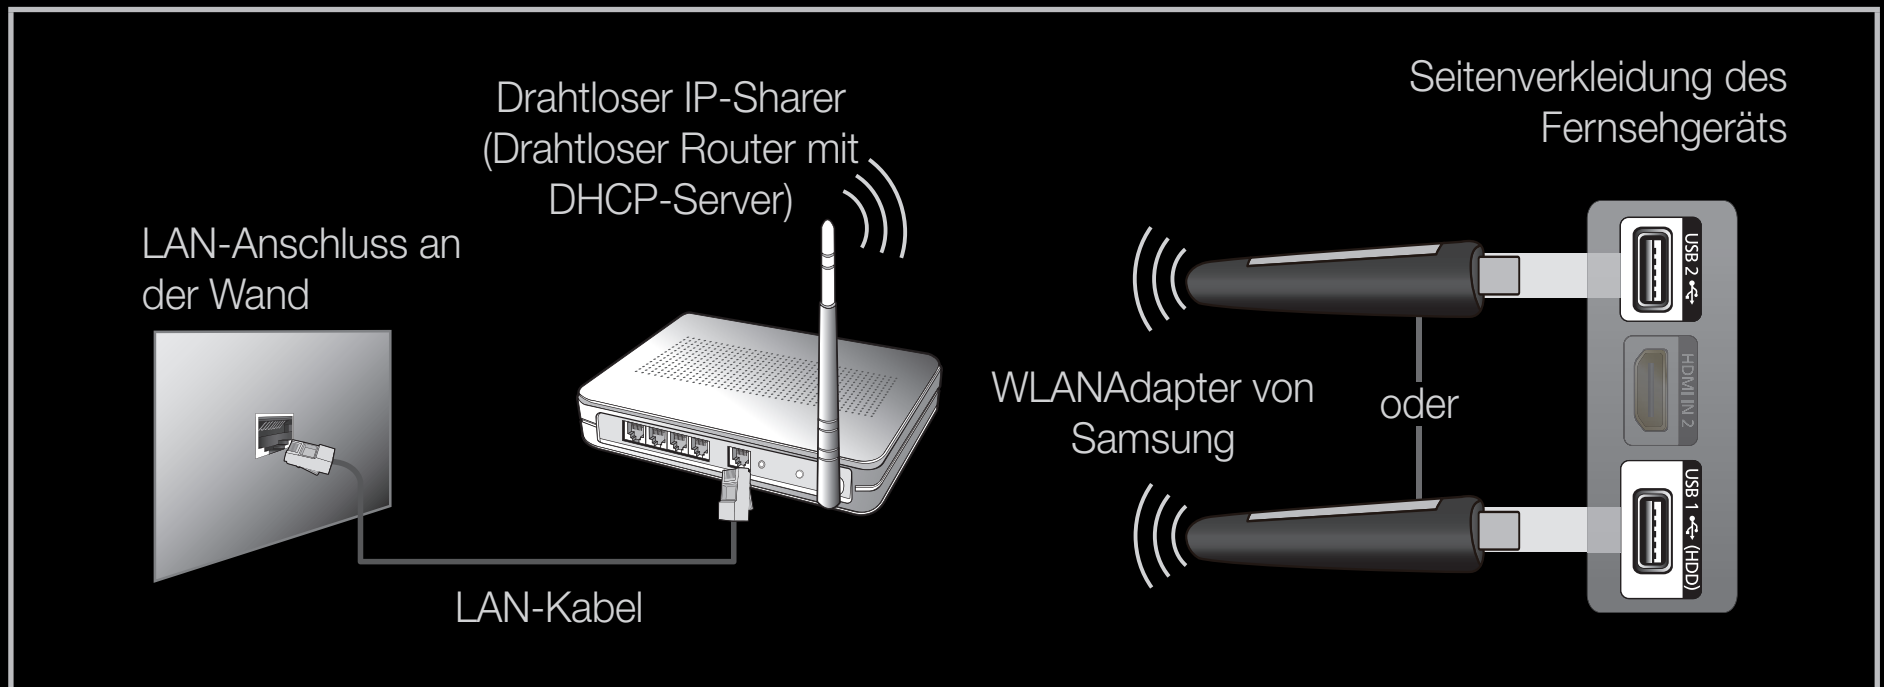 Drahtloser IP-Sharer
(Drahtloser Router mit
DHCP-Server)
LAN-Anschluss an
der Wand
LAN-Kabel
Seitenverkleidung des
Fernsehgeräts
WLANAdapter von
Samsung
oder
USB 2
HDMI IN 2
USB 1 (HDD)